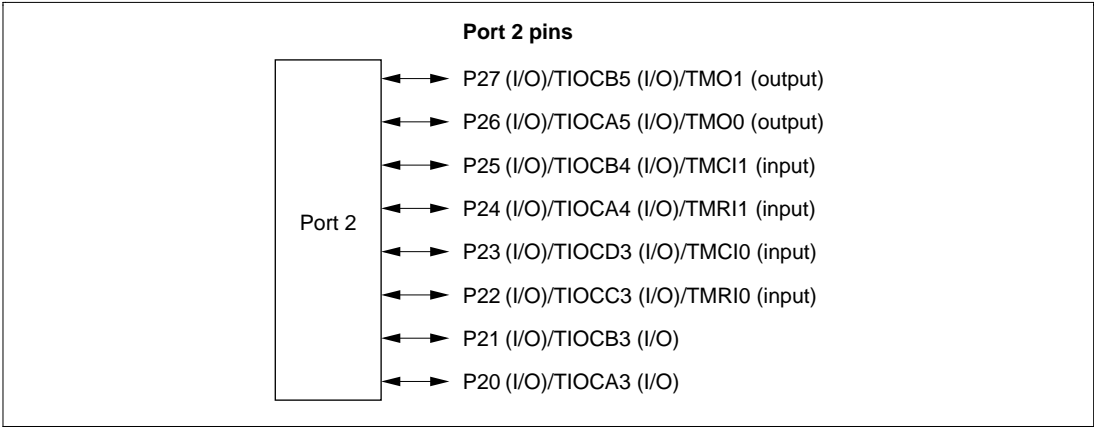 Port 2 pins
P27 (I/O)/TIOCB5 (I/O)/TMO1 (output)
P26 (I/O)/TIOCA5 (I/O)/TMO0 (output)
P25 (I/O)/TIOCB4 (I/O)/TMCI1 (input)
P24 (I/O)/TIOCA4 (I/O)/TMRI1 (input)
Port 2
P23 (I/O)/TIOCD3 (I/O)/TMCI0 (input)
P22 (I/O)/TIOCC3 (I/O)/TMRI0 (input)
P21 (I/O)/TIOCB3 (I/O)
P20 (I/O)/TIOCA3 (I/O)